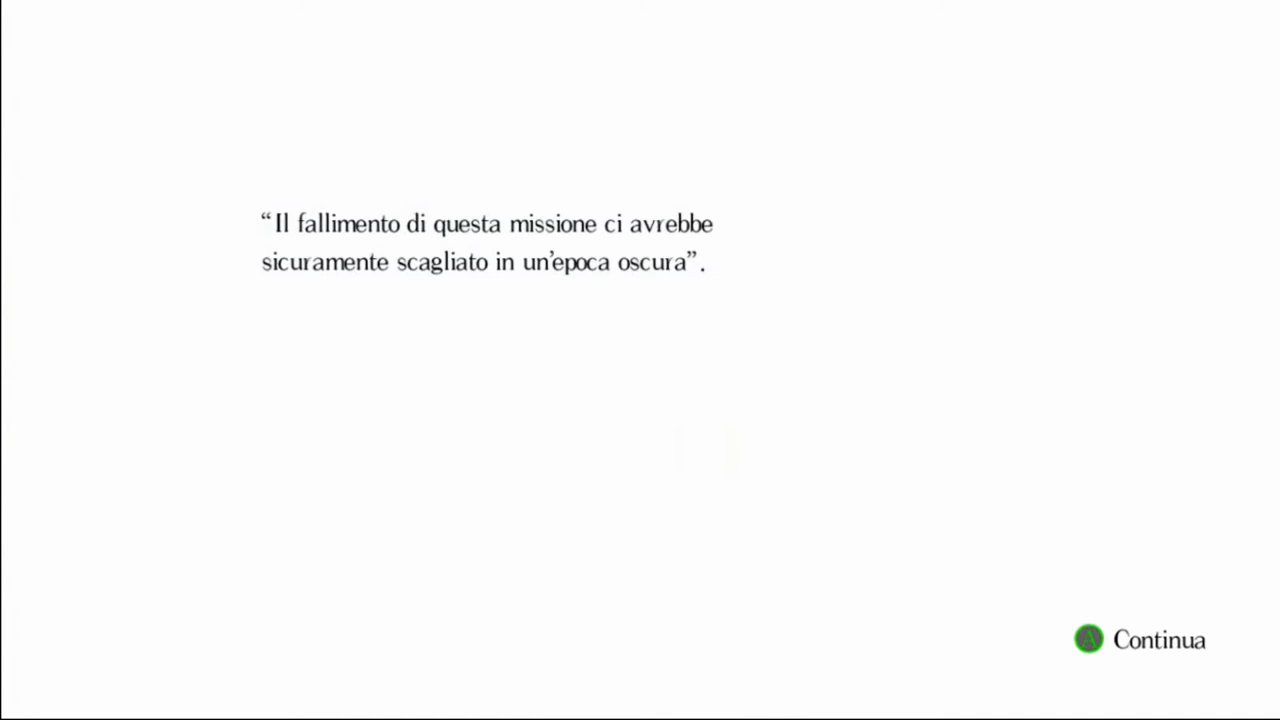 “Il fallimento di questa missione ci avrebbe
sicuramente scagliato in un’epoca oscura”.
A Continua